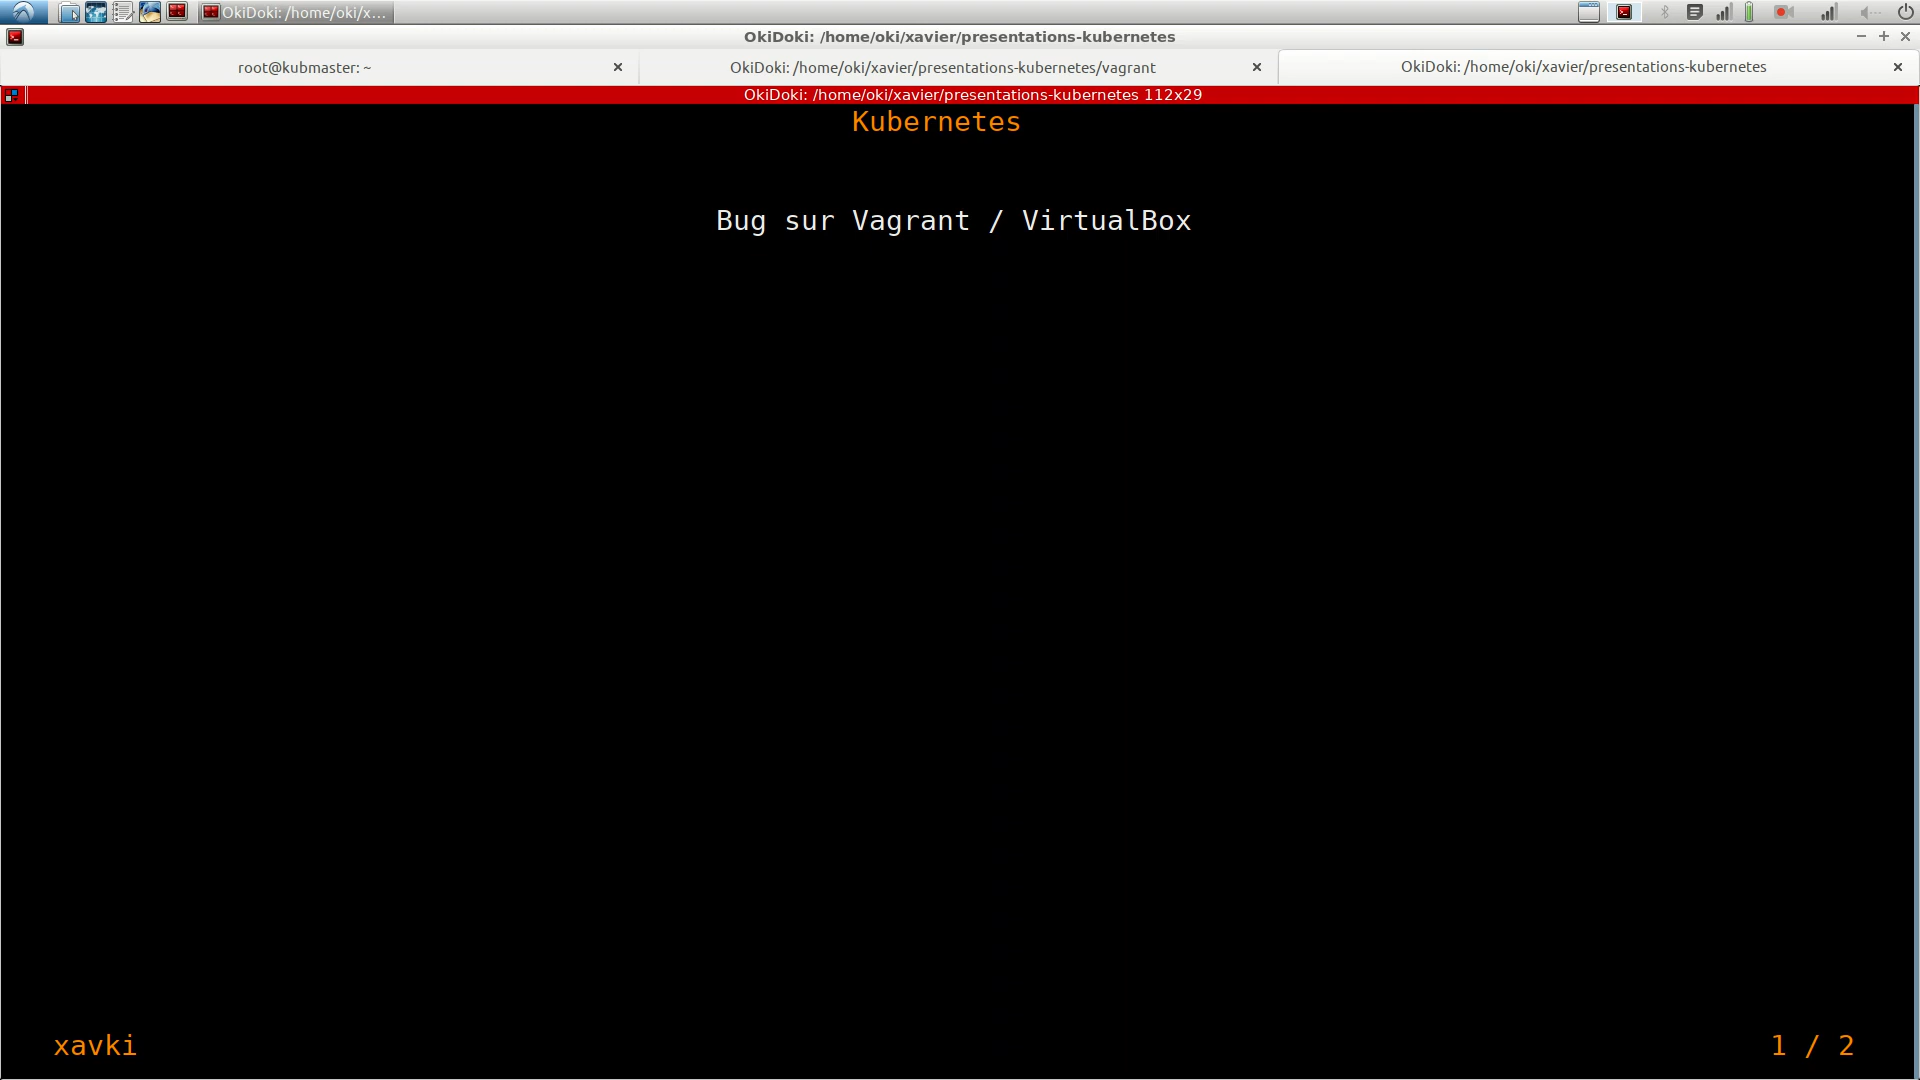 OkiDoki: /home/oki/x...
OkiDoki: /home/oki/xavier/presentations-kubernetes
root@kubmaster: ~
OkiDoki: /home/oki/xavier/presentations-kubernetes/vagrant
OkiDoki: /home/oki/xavier/presentations-kubernetes
OkiDoki: /home/oki/xavier/presentations-kubernetes 112x29
Kubernetes
Bug sur Vagrant / VirtualBox
xavki
1 / 2